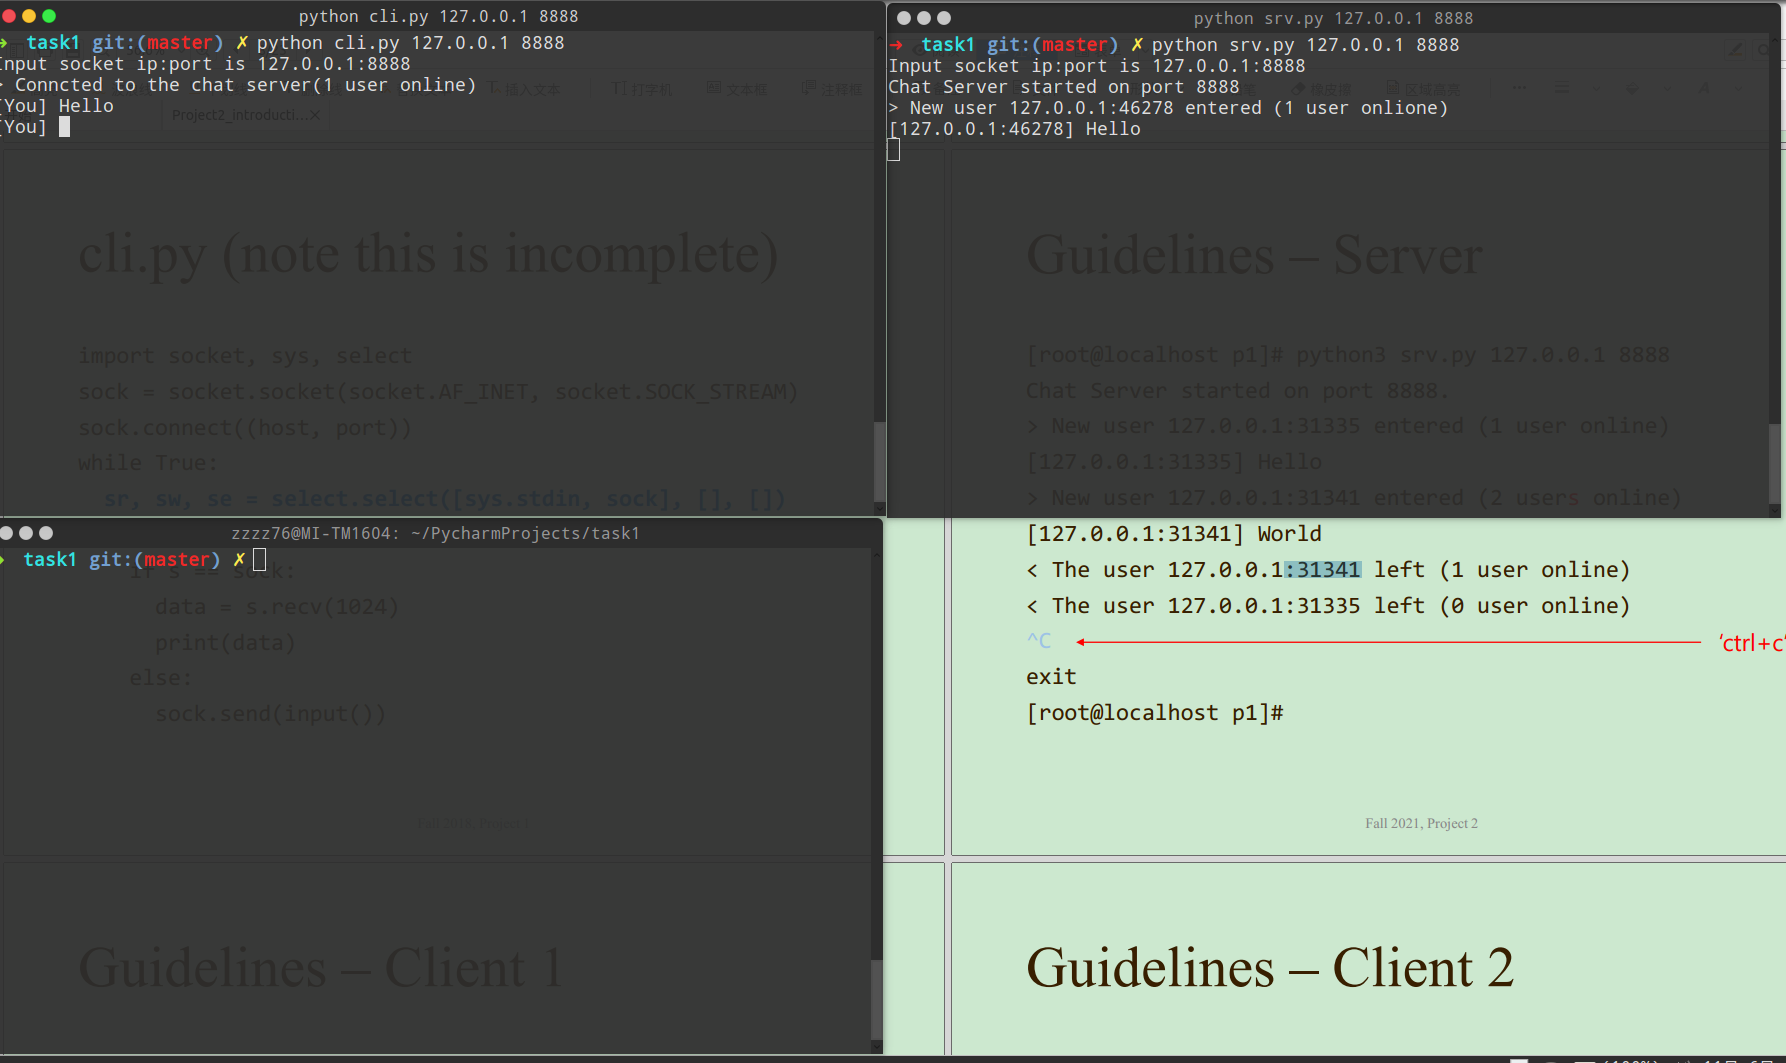 python cli.py 127.0.0.1 8888
task1 git:(master) ✗ python cli.py 127.0.0.1 8888
Input socket ip:port is 127.0.0.1:8888
> Conncted to the chat server(1 user online)
[You] Hello
[You]
插入文本
打字机
文本框
注释框
Project2_introducti...×
cli.py (note this is incomplete)
import socket, sys, select
sock = socket.socket(socket.AF_INET, socket.SOCK_STREAM)
sock.connect((host, port))
while True:
sr, sw, se = select.select([sys.stdin, sock], [], [])
python srv.py 127.0.0.1 8888
➜ task1 git:(master) ✗ python srv.py 127.0.0.1 8888
Input socket ip:port is 127.0.0.1:8888
Chat Server started on port 8888
> New user 127.0.0.1:46278 entered (1 user onlione)
[127.0.0.1:46278] Hello
区域高亮
Guidelines – Server
[root@localhost p1]# python3 srv.py 127.0.0.1 8888
Chat Server started on port 8888.
> New user 127.0.0.1:31335 entered (1 user online)
[127.0.0.1:31335] Hello
> New user 127.0.0.1:31341 entered (2 users online)
[127.0.0.1:31341] World
< The user 127.0.0.1:31341 left (1 user online)
< The user 127.0.0.1:31335 left (0 user online)
^C
'ctrl+c'
exit
[root@localhost p1]#
Fall 2021, Project 2
zzzz76@MI-TM1604: ~/PycharmProjects/task1
task1 git:(master) ✗
if s == sock:
data = s.recv(1024)
print(data)
else:
sock.send(input())
Guidelines – Client 1
Guidelines – Client 2
(100%)